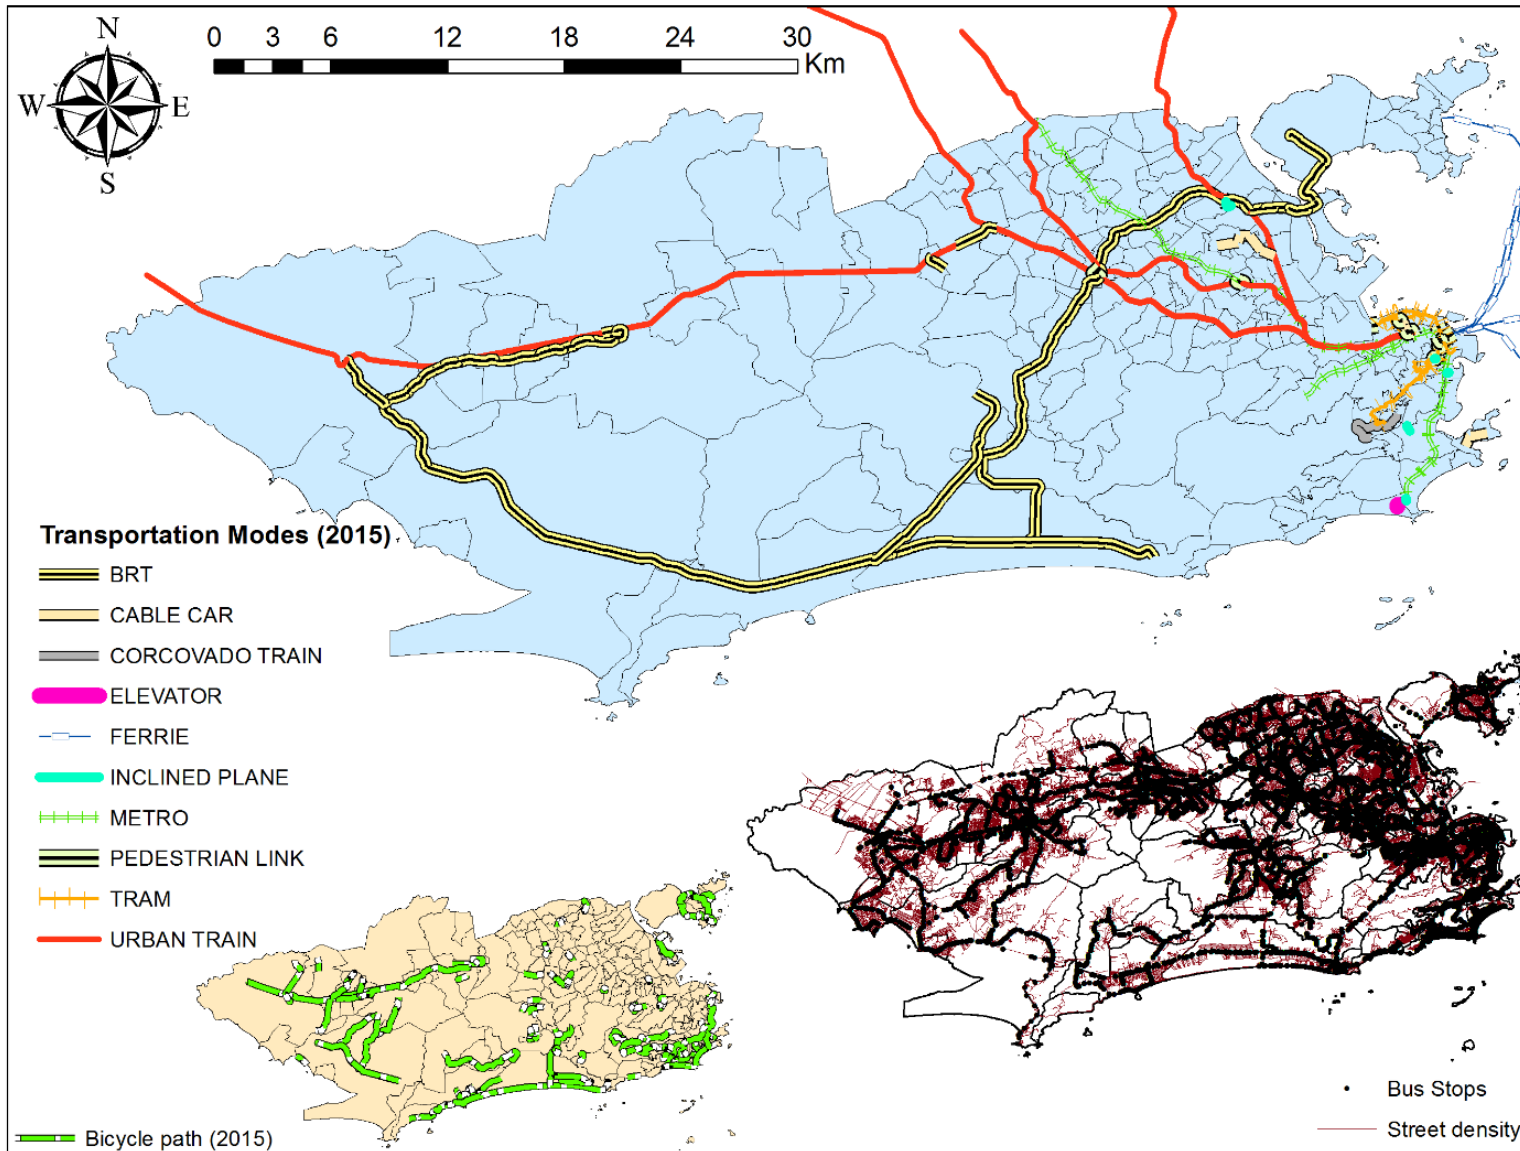 N
W E
S
0 3 6 12 18 24 30
Km
Transportation Modes (2015)
BRT
CABLE CAR
CORCOVADO TRAIN
ELEVATOR
FERRIE
INCLINED PLANE
METRO
PEDESTRIAN LINK
TRAM
URBAN TRAIN
Bicycle path (2015)
Bus Stops
Street density